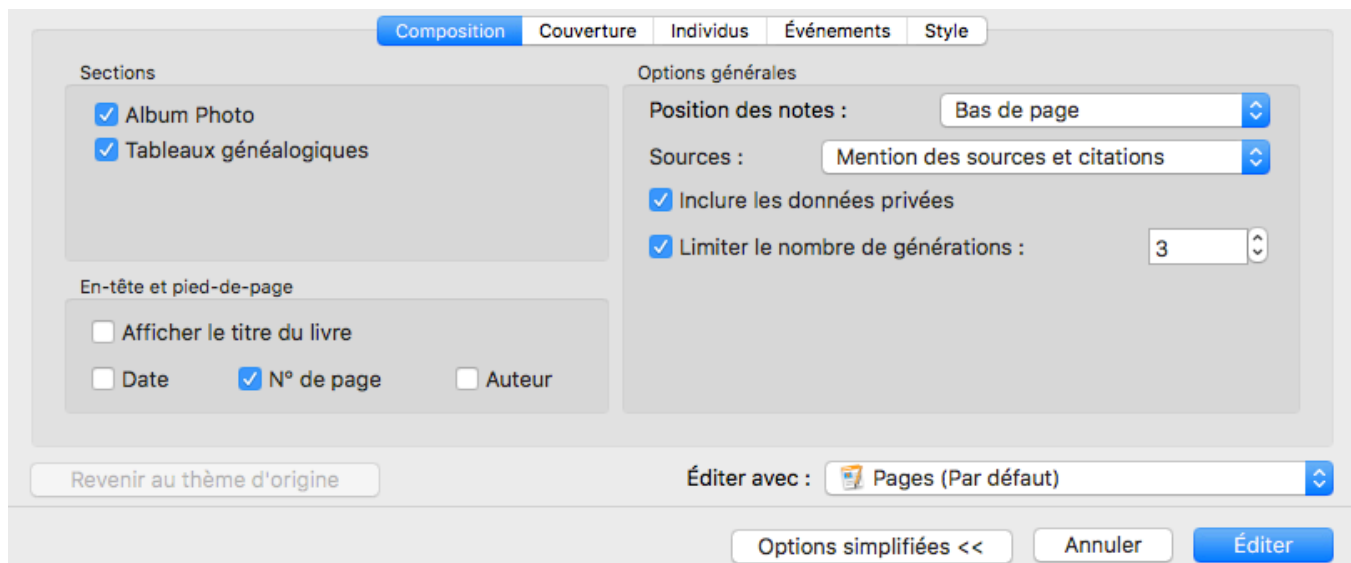 Composition Couverture Individus Événements Style
Sections
Album Photo
Tableaux généalogiques
En-tête et pied-de-page
Afficher le titre du livre
Date N° de page Auteur
Options générales
Position des notes : Bas de page
Sources : Mention des sources et citations
Inclure les données privées
Limiter le nombre de générations : 3
Revenir au thème d'origine
Éditer avec : Pages (Par défaut)
Options simplifiées << Annuler Éditer